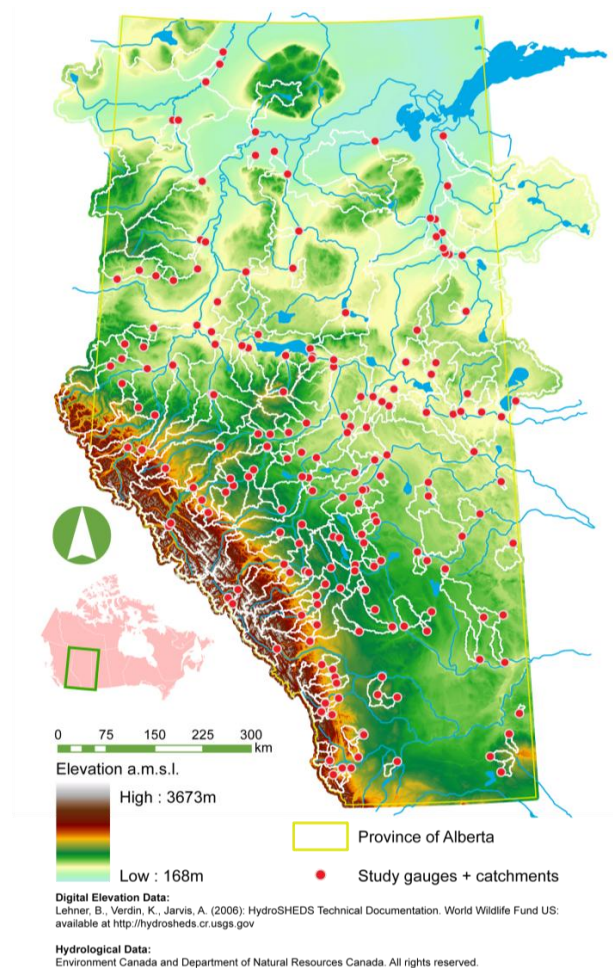 0 75 150 225 300
km
Elevation a.m.s.l.
High : 3673m
Low : 168m
Province of Alberta
Study gauges + catchments
Digital Elevation Data:
Lehner, B., Verdin, K., Jarvis, A. (2006): HydroSHEDS Technical Documentation. World Wildlife Fund US:
available at http://hydrosheds.cr.usgs.gov
Hydrological Data:
Environment Canada and Department of Natural Resources Canada. All rights reserved.